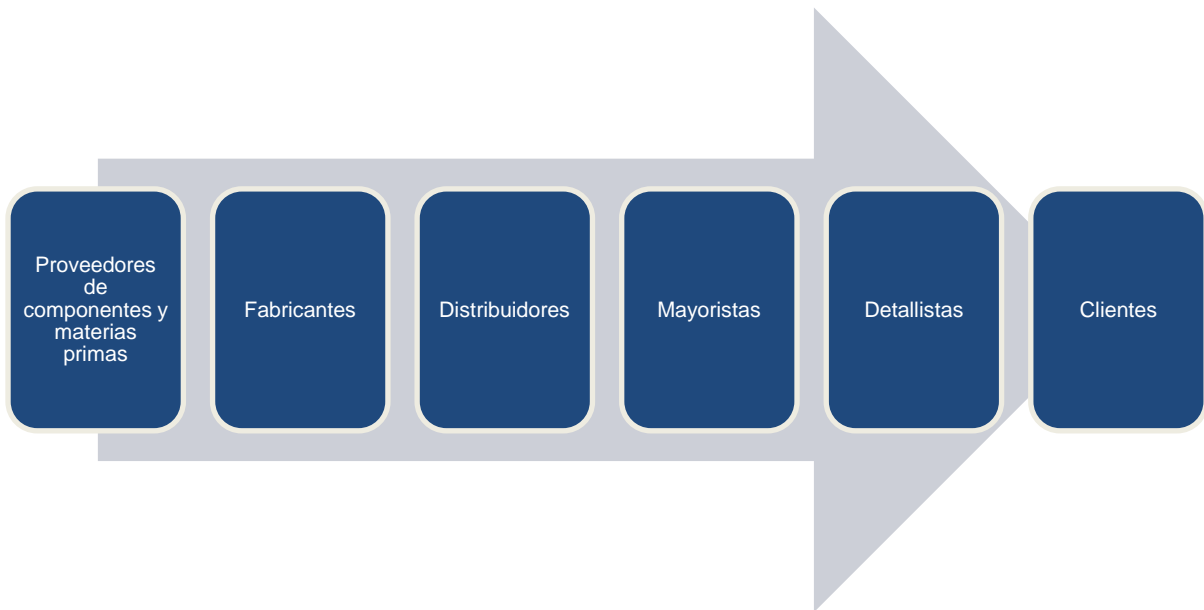 Proveedores
de
componentes y
materias
primas
Fabricantes
Distribuidores
Mayoristas
Detallistas
Clientes